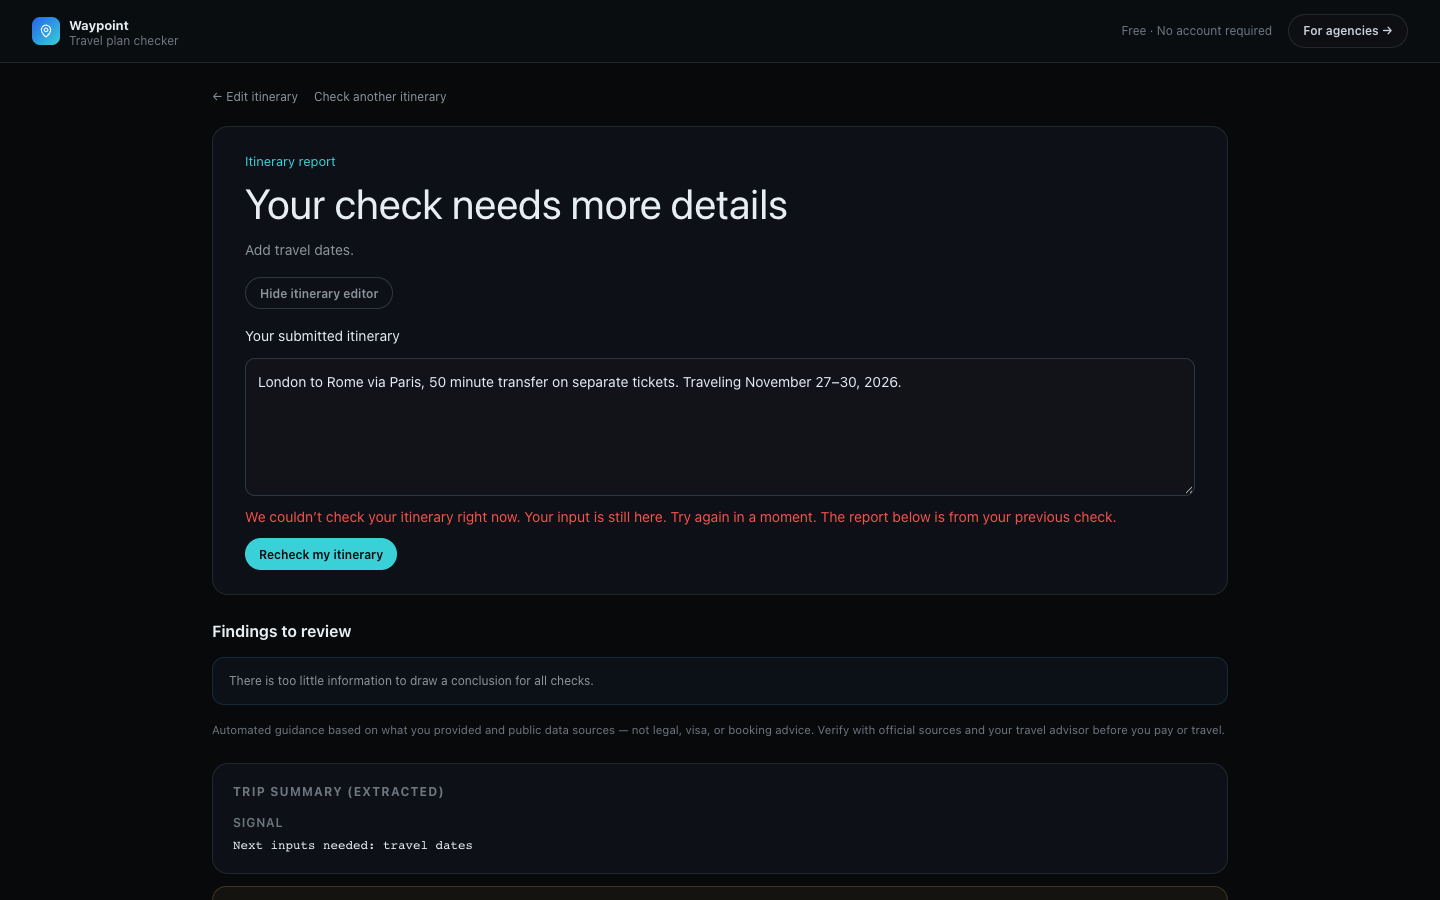 Waypoint
Travel plan checker
Free · No account required
For agencies →
← Edit itinerary
Check another itinerary
Itinerary report
Your check needs more details
Add travel dates.
Hide itinerary editor
Your submitted itinerary
London to Rome via Paris, 50 minute transfer on separate tickets. Traveling November 27–30, 2026.
We couldn’t check your itinerary right now. Your input is still here. Try again in a moment. The report below is from your previous check.
Recheck my itinerary
Findings to review
There is too little information to draw a conclusion for all checks.
Automated guidance based on what you provided and public data sources — not legal, visa, or booking advice. Verify with official sources and your travel advisor before you pay or travel.
TRIP SUMMARY (EXTRACTED)
SIGNAL
Next inputs needed: travel dates